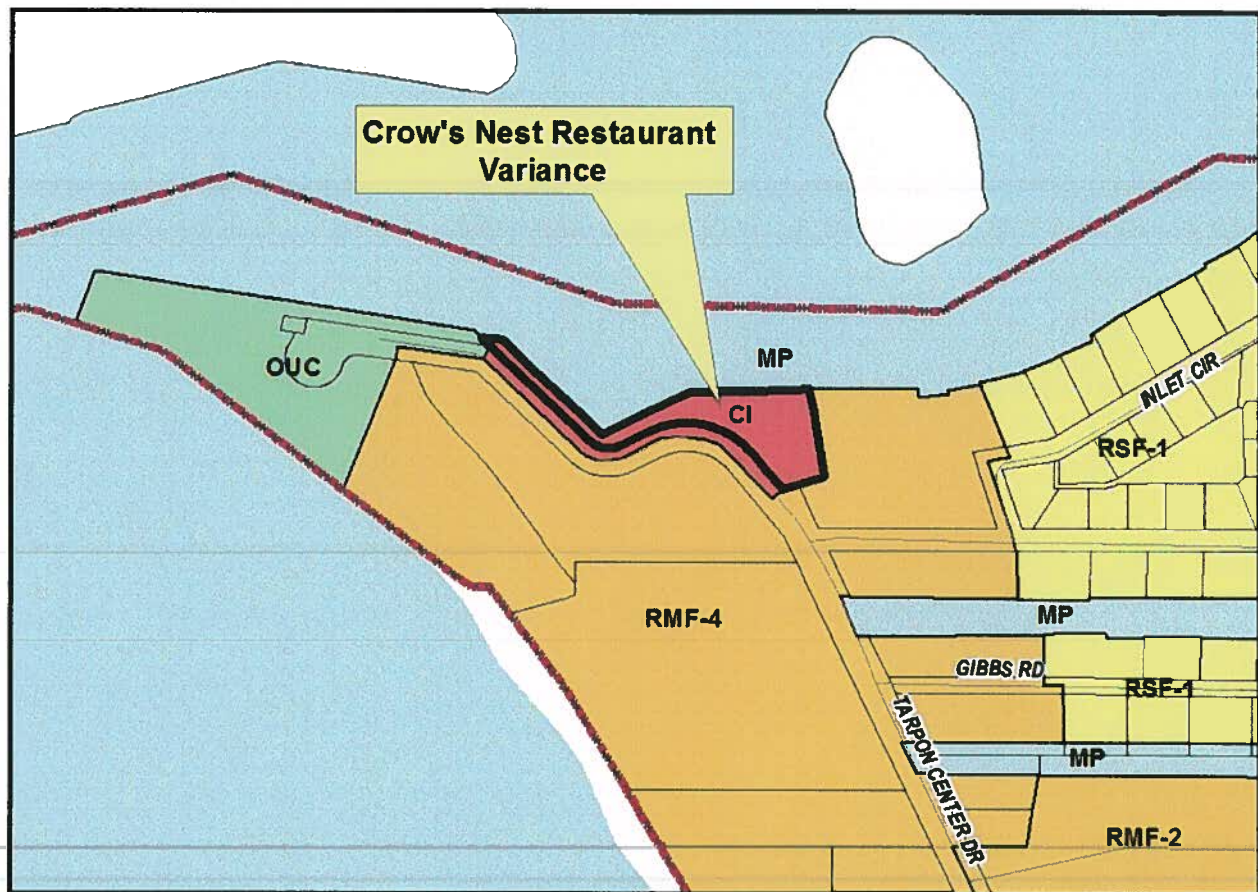 Crow's Nest Restaurant
Variance
OUC
MP
CI
INLET CIR
RSF-1
RMF-4
MP
GIBBS RD
RSF-1
TARPON CENTER DR
MP
RMF-2